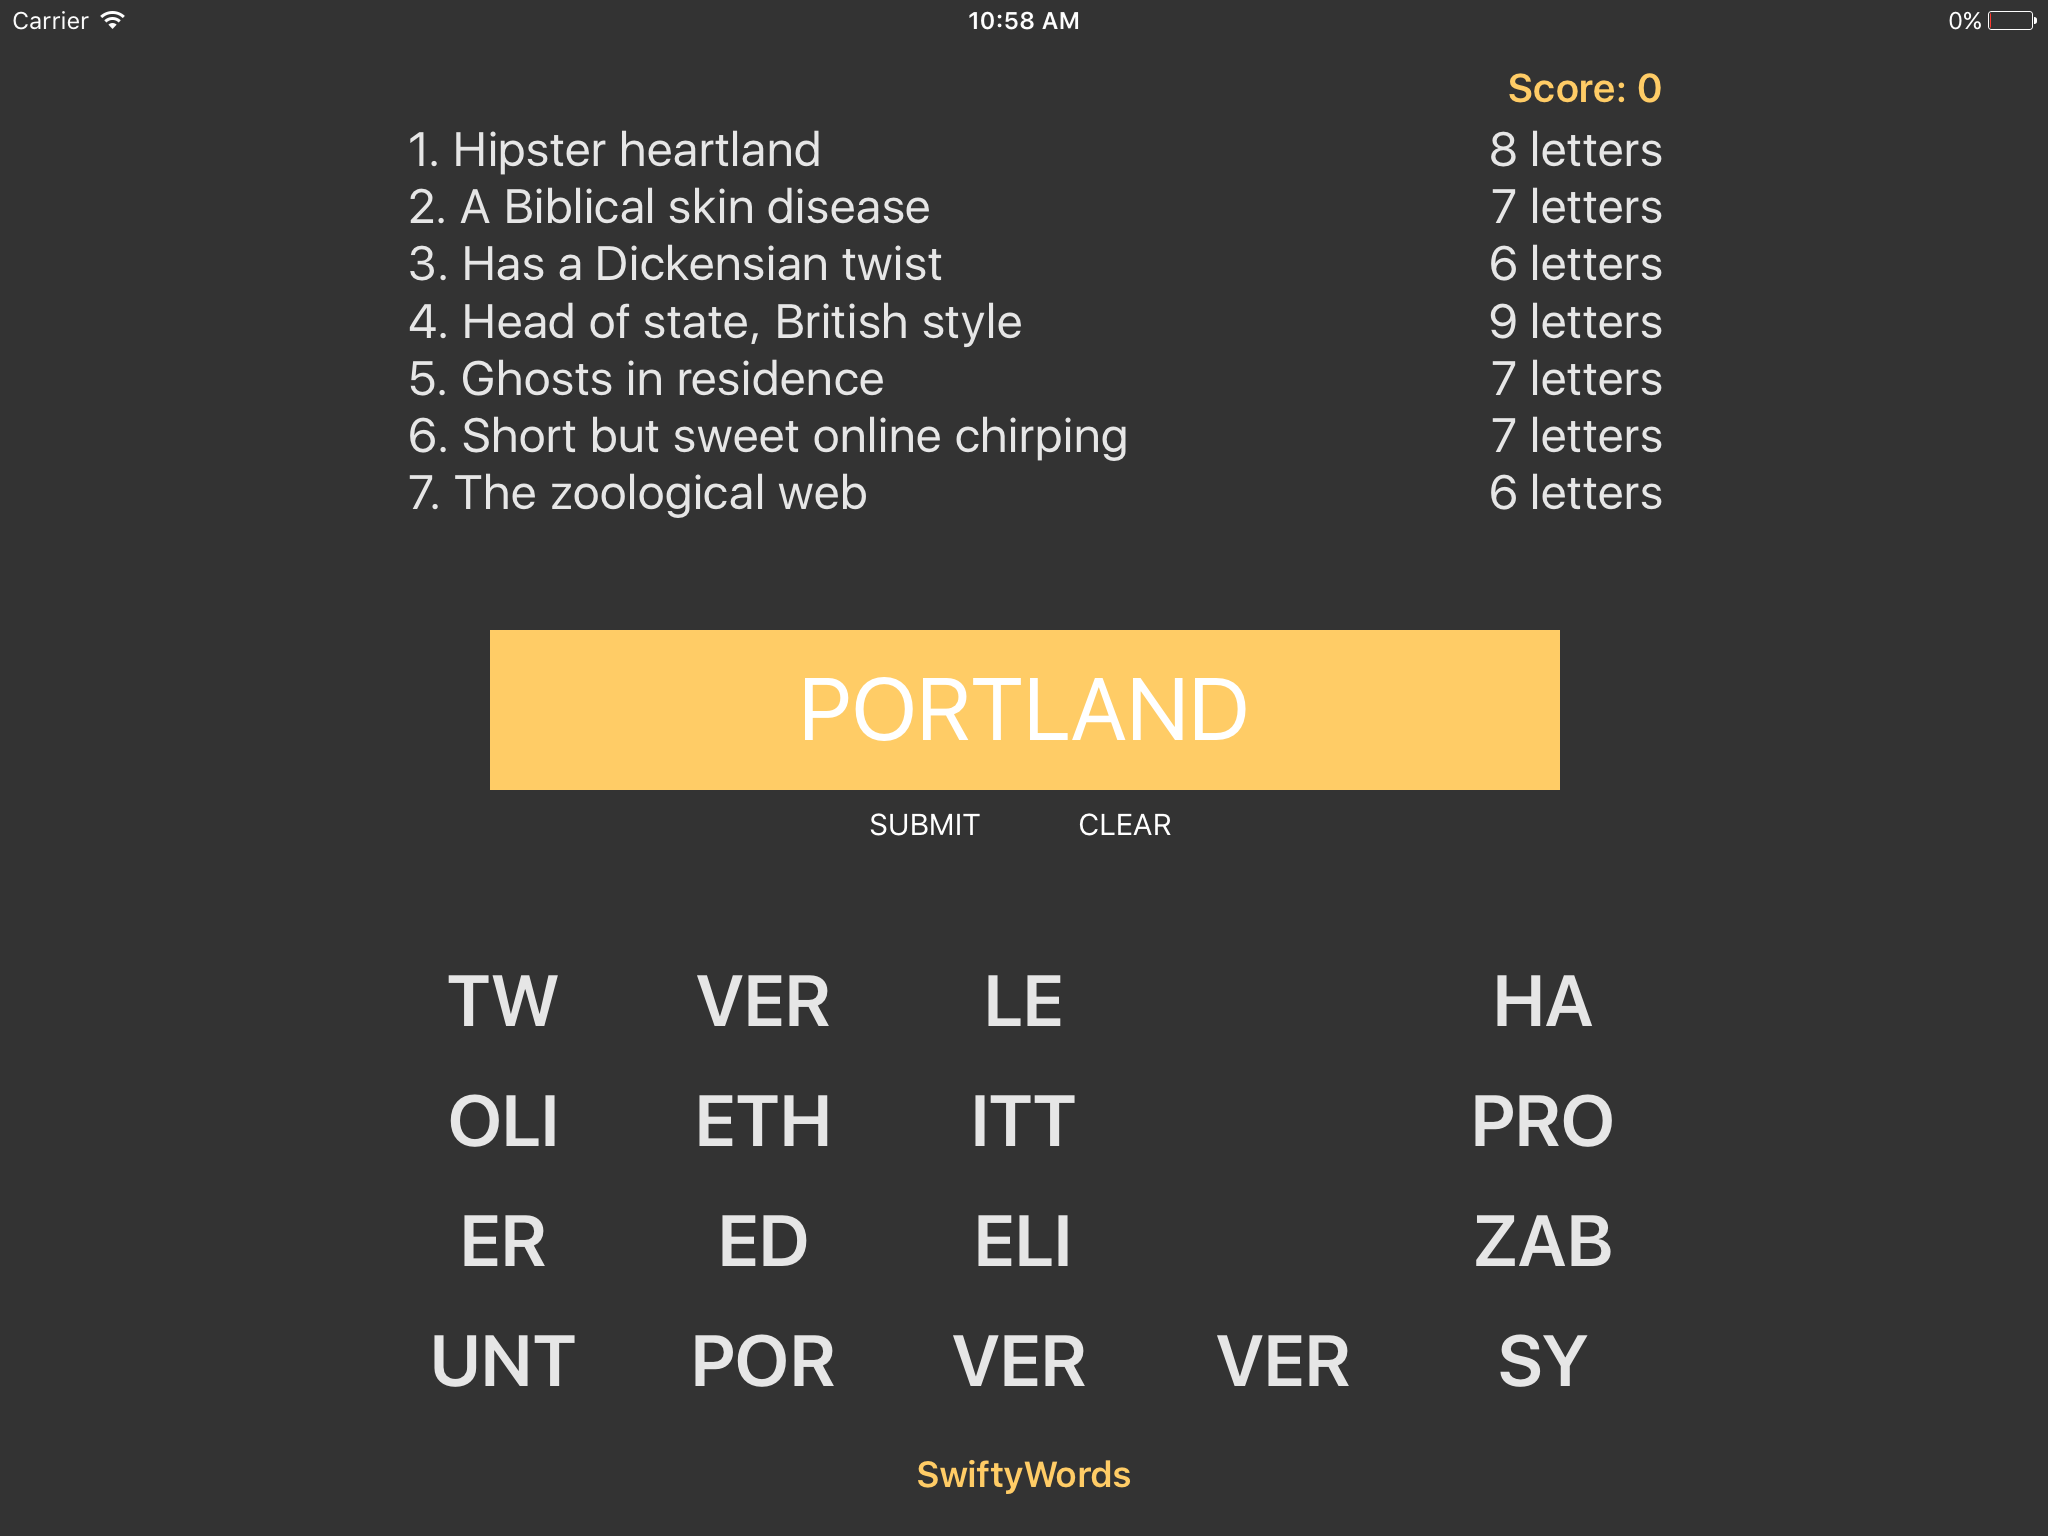 Carrier 10:58 AM 0%
Score: 0
1. Hipster heartland 8 letters
2. A Biblical skin disease 7 letters
3. Has a Dickensian twist 6 letters
4. Head of state, British style 9 letters
5. Ghosts in residence 7 letters
6. Short but sweet online chirping 7 letters
7. The zoological web 6 letters
PORTLAND
SUBMIT CLEAR
TW VER LE HA
OLI ETH ITT PRO
ER ED ELI ZAB
UNT POR VER VER SY
SwiftyWords